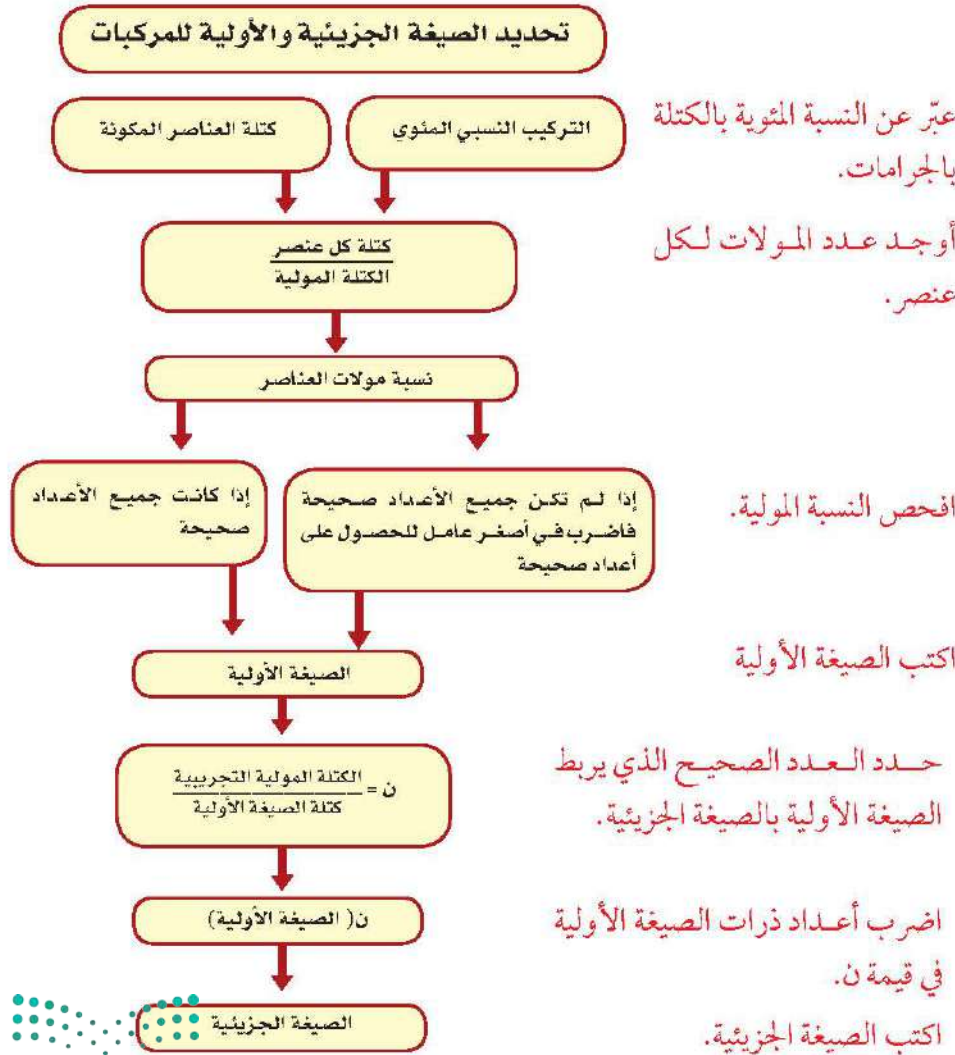 تحديد الصيغة الجزيئية والأولية للمركبات
عبّر عن النسبة المئوية بالكتلة
بالجرامات.
التركيب النسبي المئوي
كتلة العناصر المكونة
أوجد عدد المولات لكل
عنصر.
كتلة كل عنصر
الكتلة المولية
نسبة مولات العناصر
افحص النسبة المولية.
إذا لم تكن جميع الأعداد صحيحة
فاضرب في أصغر عامل للحصول على
أعداد صحيحة
إذا كانت جميع الأعداد
صحيحة
اكتب الصيغة الأولية
الصيغة الأولية
حدد العدد الصحيح الذي يربط
الصيغة الأولية بالصيغة الجزيئية.
ن = الكتلة المولية التجريبية
كتلة الصيغة الأولية
اضرب أعداد ذرات الصيغة الأولية
في قيمة ن.
ن( الصيغة الأولية)
اكتب الصيغة الجزيئية.
الصيغة الجزيئية